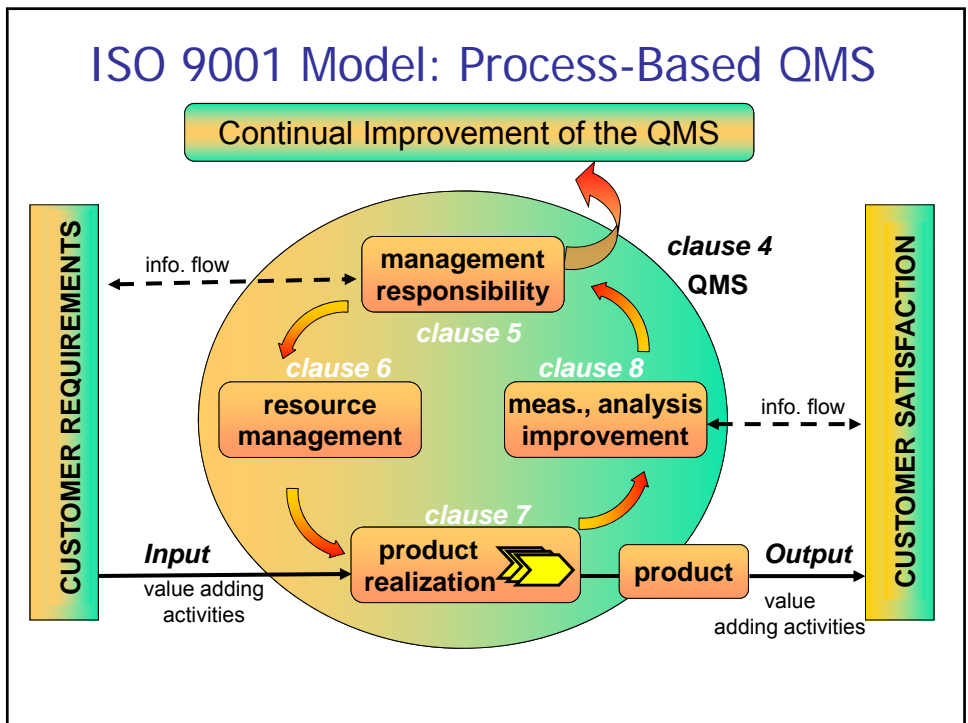 ISO 9001 Model: Process-Based QMS
Continual Improvement of the QMS
CUSTOMER REQUIREMENTS
info. flow
management
responsibility
clause 5
clause 4
QMS
CUSTOMER SATISFACTION
clause 6
resource
management
clause 8
meas., analysis
improvement
info. flow
clause 7
product
realization
Input
value adding
activities
product
Output
value
adding activities